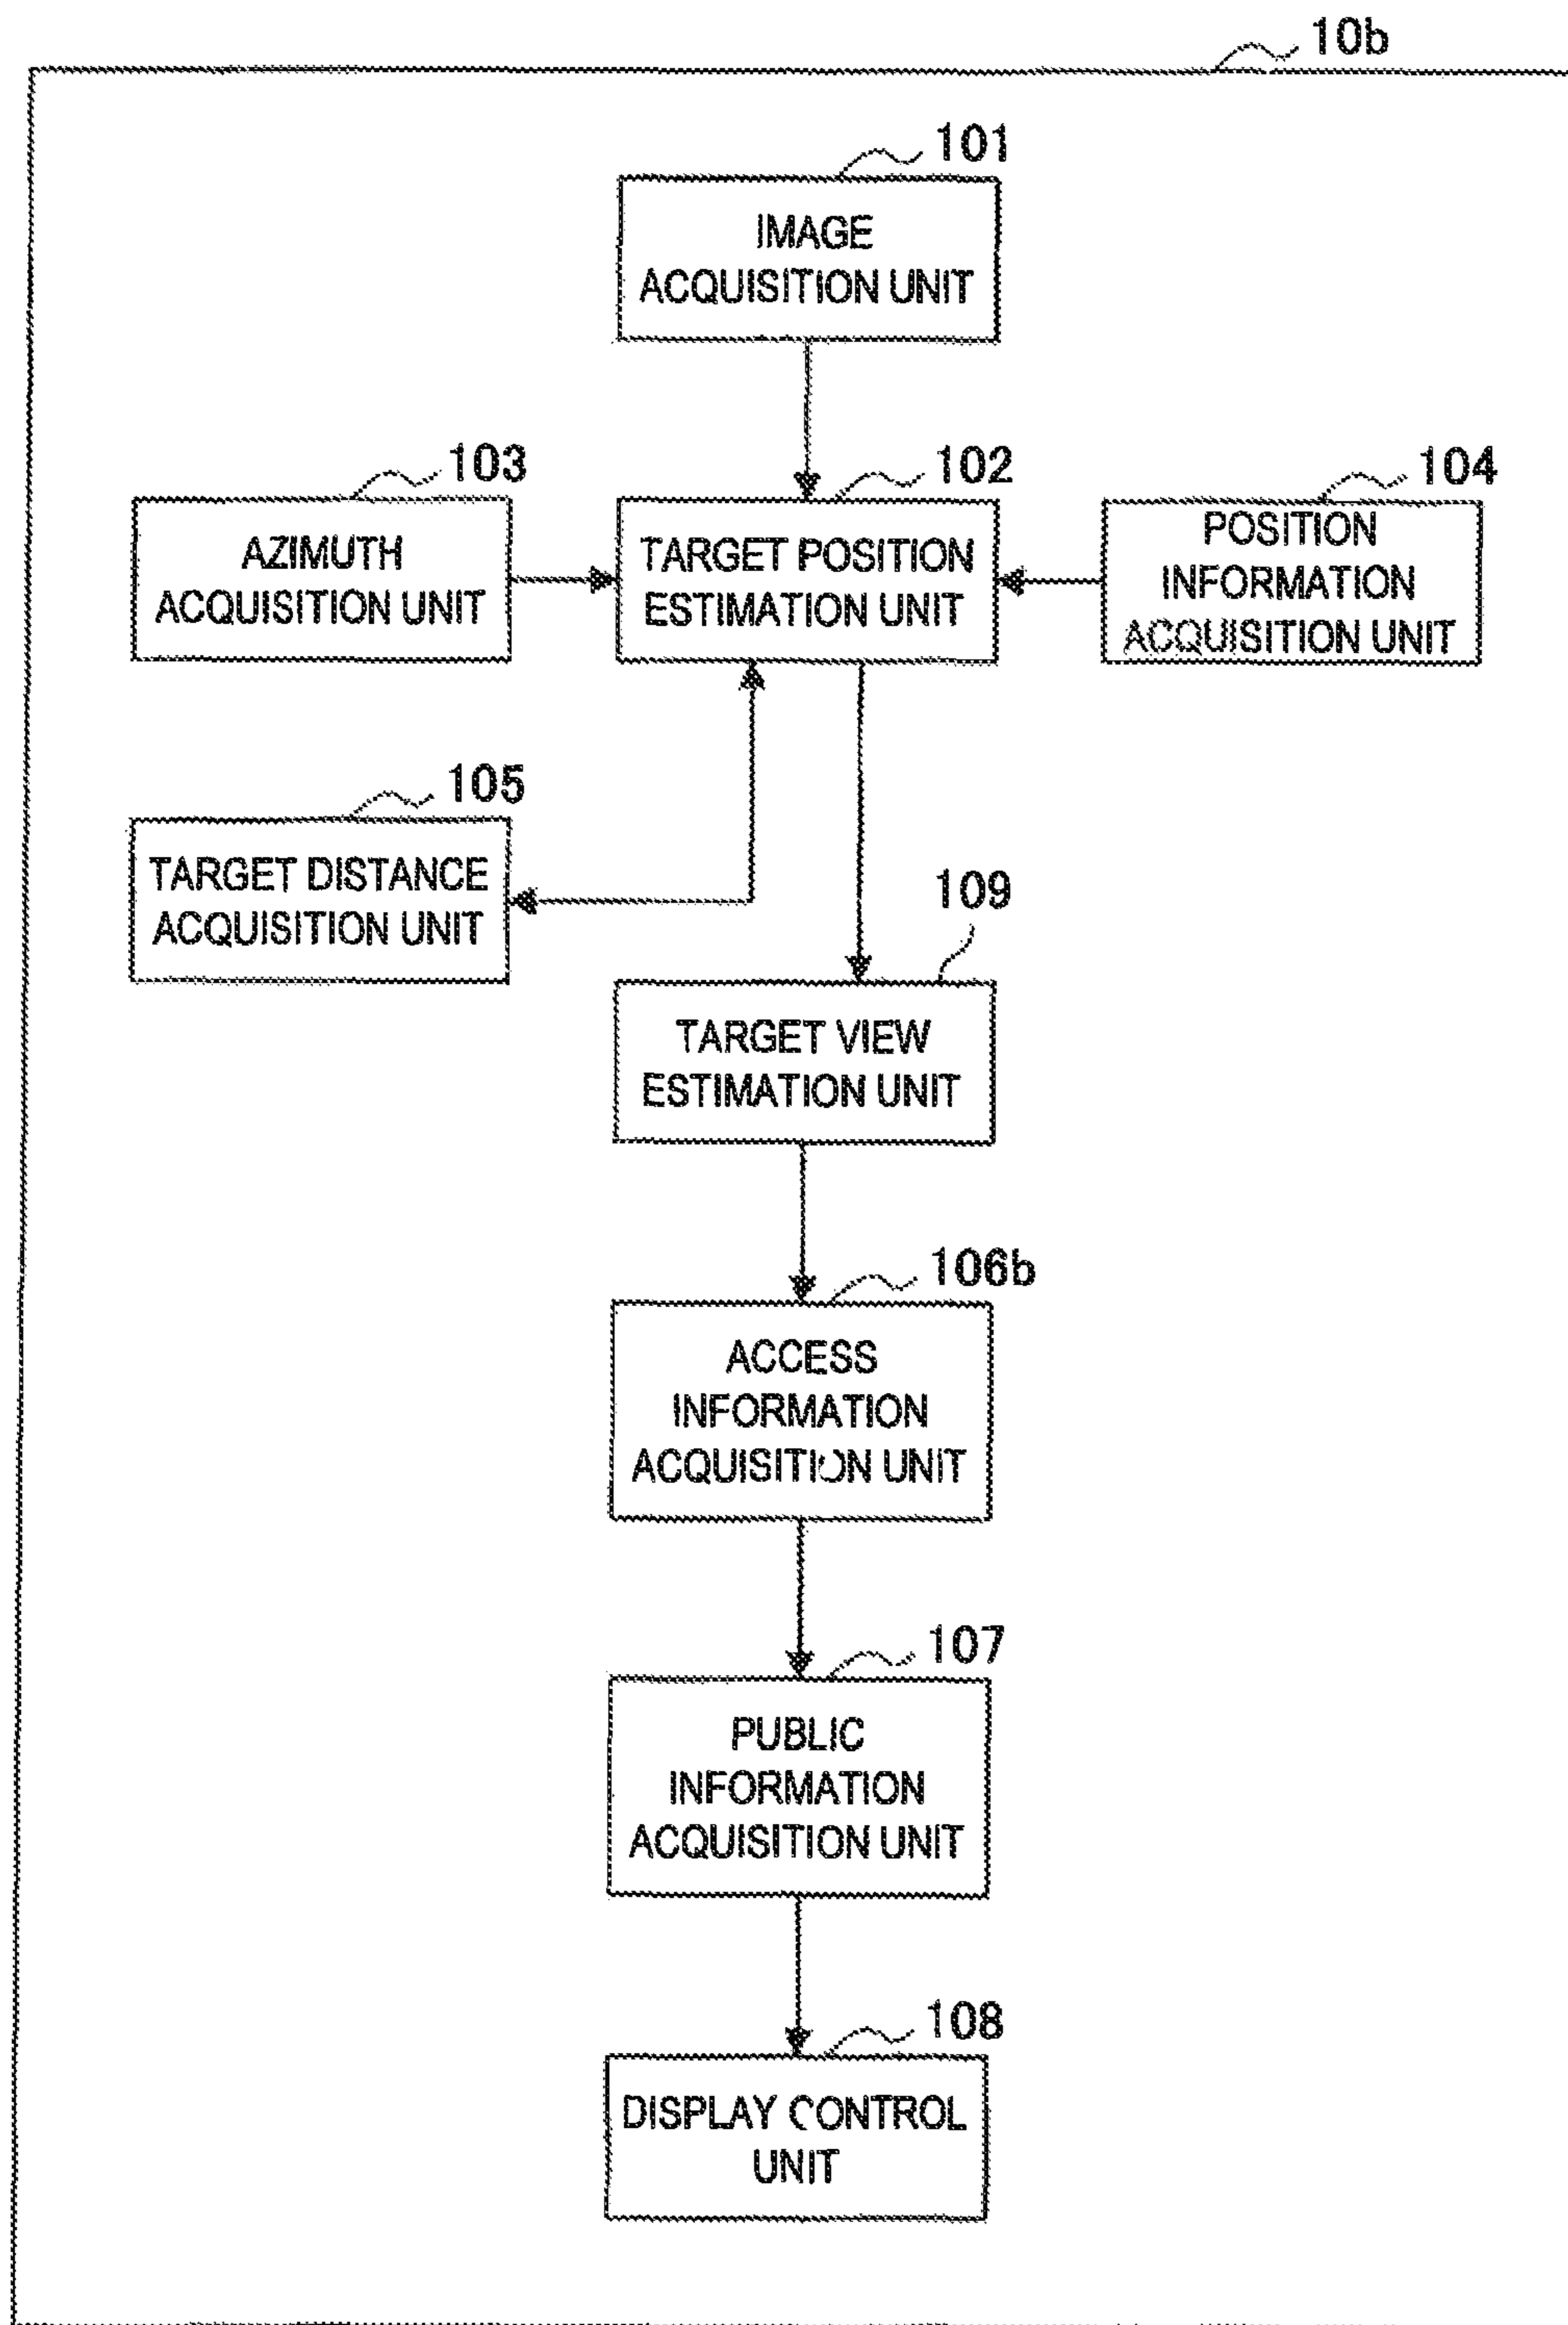 10b
101
IMAGE
ACQUISITION UNIT
103
102
104
AZIMUTH
ACQUISITION UNIT
TARGET POSITION
ESTIMATION UNIT
POSITION
INFORMATION
ACQUISITION UNIT
105
TARGET DISTANCE
ACQUISITION UNIT
109
TARGET VIEW
ESTIMATION UNIT
106b
ACCESS
INFORMATION
ACQUISITION UNIT
107
PUBLIC
INFORMATION
ACQUISITION UNIT
108
DISPLAY CONTROL
UNIT